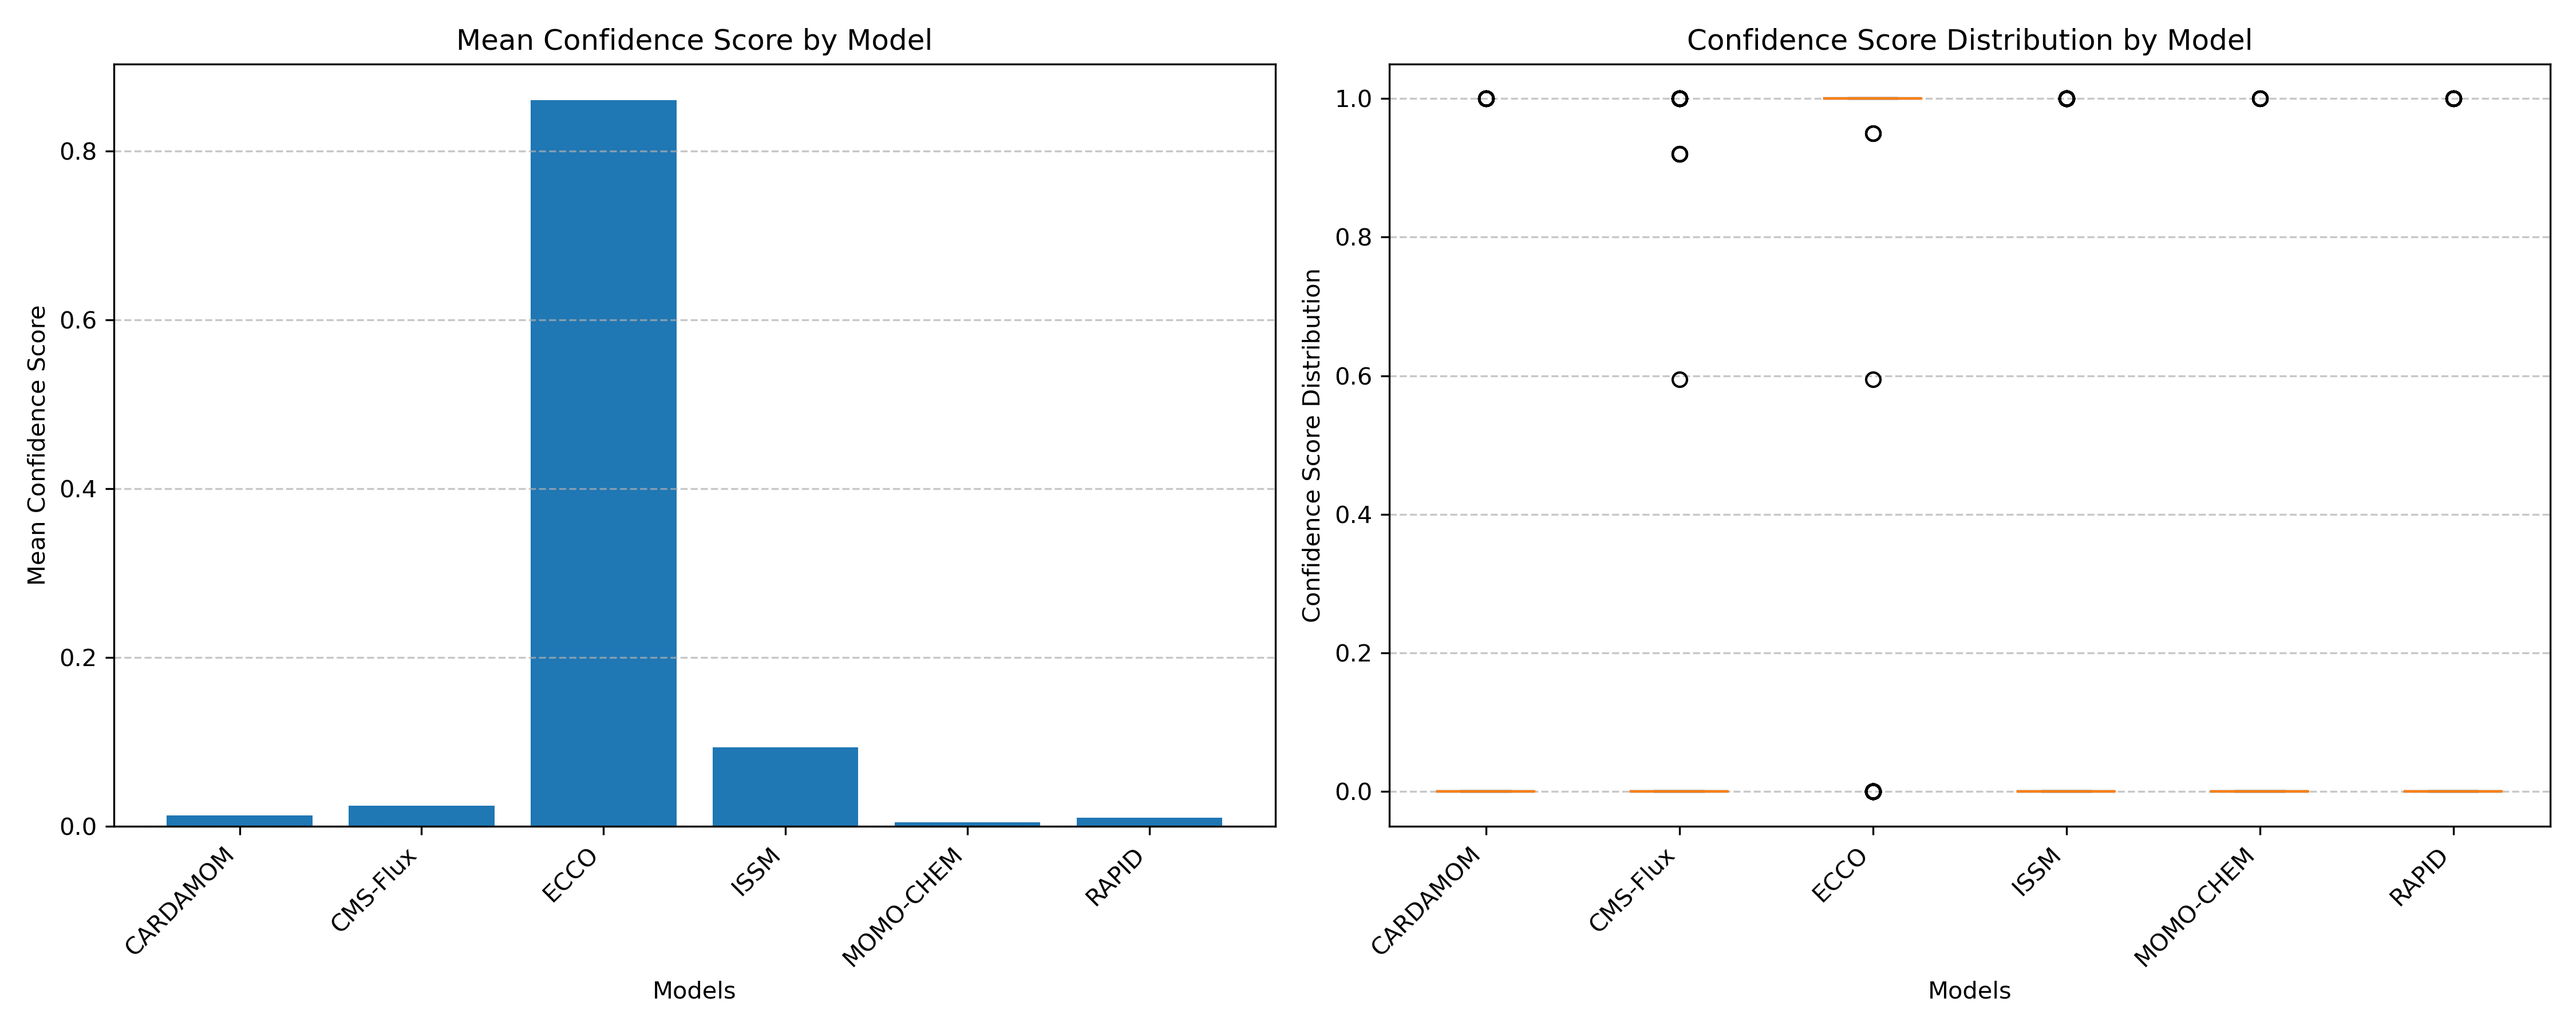 Mean Confidence Score by Model
Mean Confidence Score
0.8
0.6
0.4
0.2
0.0
CARDAMOM
CMS-Flux
ECCO
ISSM
MOMO-CHEM
RAPID
Models
Confidence Score Distribution by Model
Confidence Score Distribution
1.0
0.8
0.6
0.4
0.2
0.0
CARDAMOM
CMS-Flux
ECCO
ISSM
MOMO-CHEM
RAPID
Models